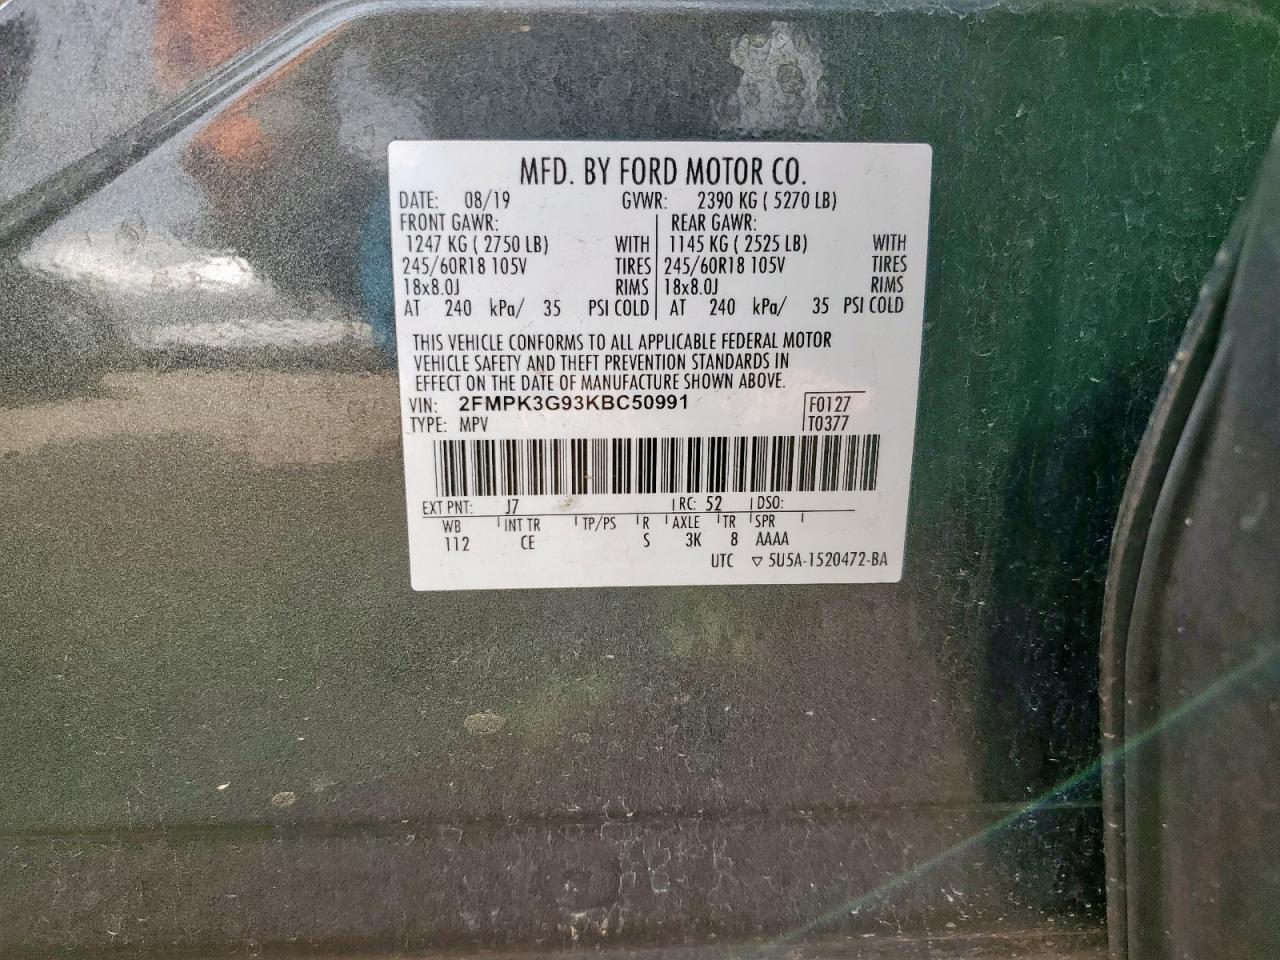 MFD. BY FORD MOTOR CO.
DATE: 08/19 GVWR: 2390 KG ( 5270 LB)
FRONT GAWR: REAR GAWR:
1247 KG ( 2750 LB) WITH 1145 KG ( 2525 LB) WITH
245/60R18 105V TIRES 245/60R18 105V TIRES
18x8.0J RIMS 18x8.0J RIMS
AT 240 kPa/ 35 PSI COLD AT 240 kPa/ 35 PSI COLD
THIS VEHICLE CONFORMS TO ALL APPLICABLE FEDERAL MOTOR
VEHICLE SAFETY AND THEFT PREVENTION STANDARDS IN
EFFECT ON THE DATE OF MANUFACTURE SHOWN ABOVE.
VIN: 2FMPK3G93KBC50991 F0127
TYPE: MPV T0377
EXT PNT: J7 RC: 52 DSO:
WB INT TR TP/PS R AXLE TR SPR
112 CE S 3K 8 AAAA
UTC ▽ 5U5A-1520472-BA